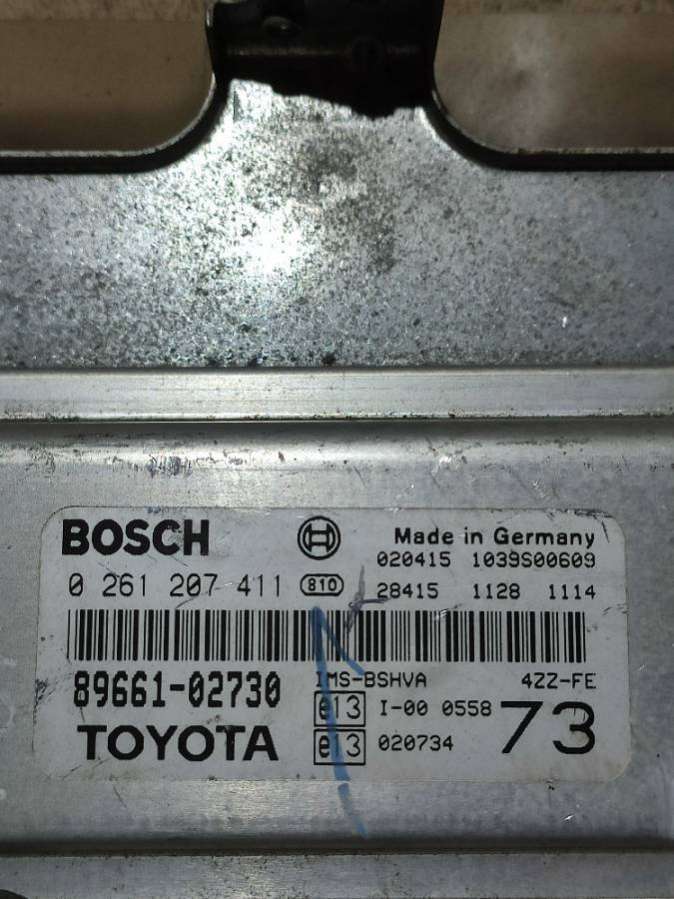 BOSCH Made in Germany
020415 1039S00609
0 261 207 411 810 28415 1128 1114
89661-02730 IMS-BSHVA 4ZZ-FE
e13 I-00 0558 73
TOYOTA e13 020734